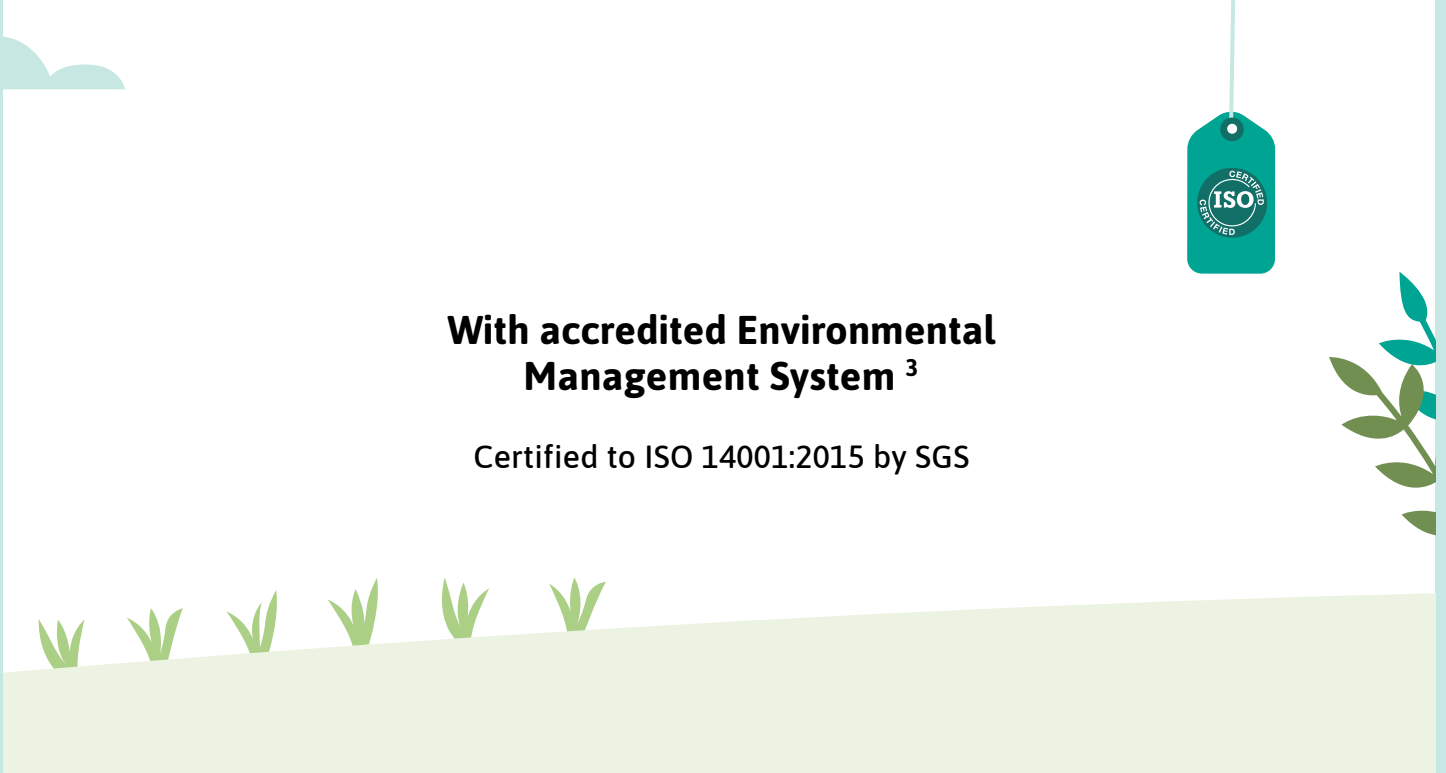 CERTIFIED
ISO
CERTIFIED
With accredited Environmental
Management System ³
Certified to ISO 14001:2015 by SGS